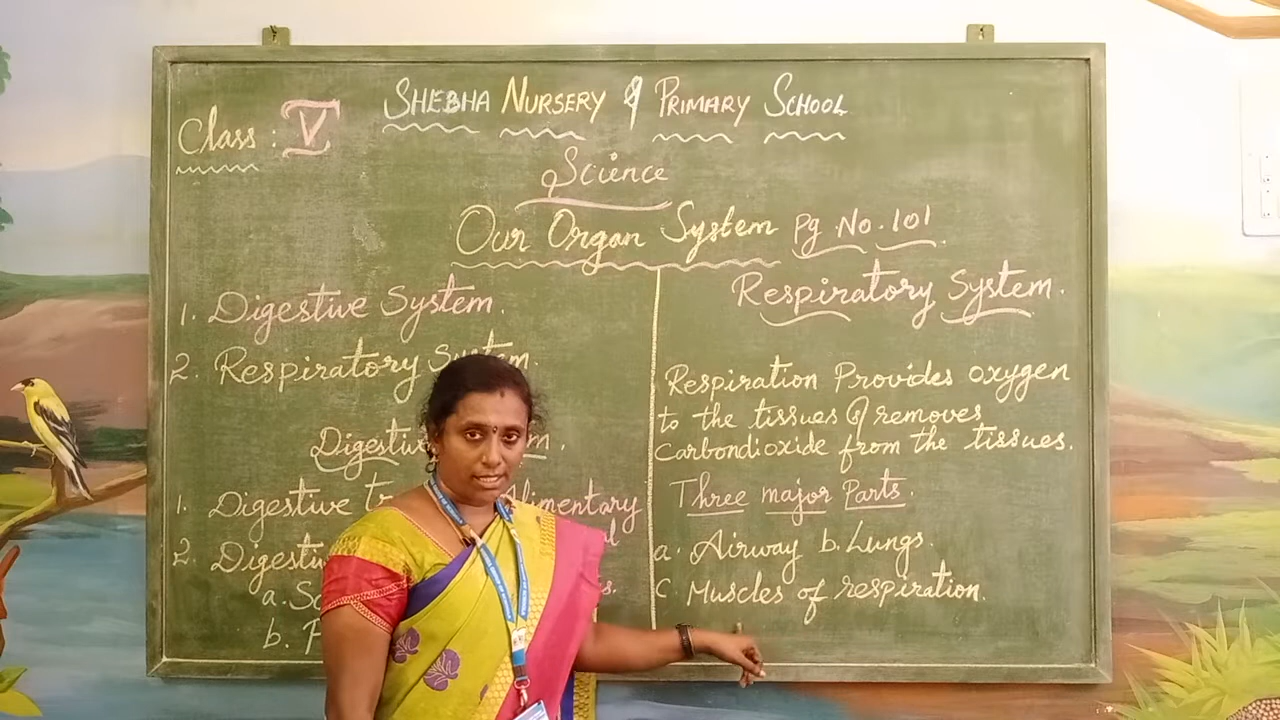 SHEBHA NURSERY & PRIMARY SCHOOL
Class : V
Science
Our Organ System Pg No. 101
1. Digestive System.
2. Respiratory System.
Digestive
1. Digestive Alimentary
2.
a.
b.
Respiratory System.
Respiration Provides oxygen
to the tissues & removes
carbondioxide from the tissues.
Three major Parts.
a. Airway b. Lungs.
c. Muscles of respiration.